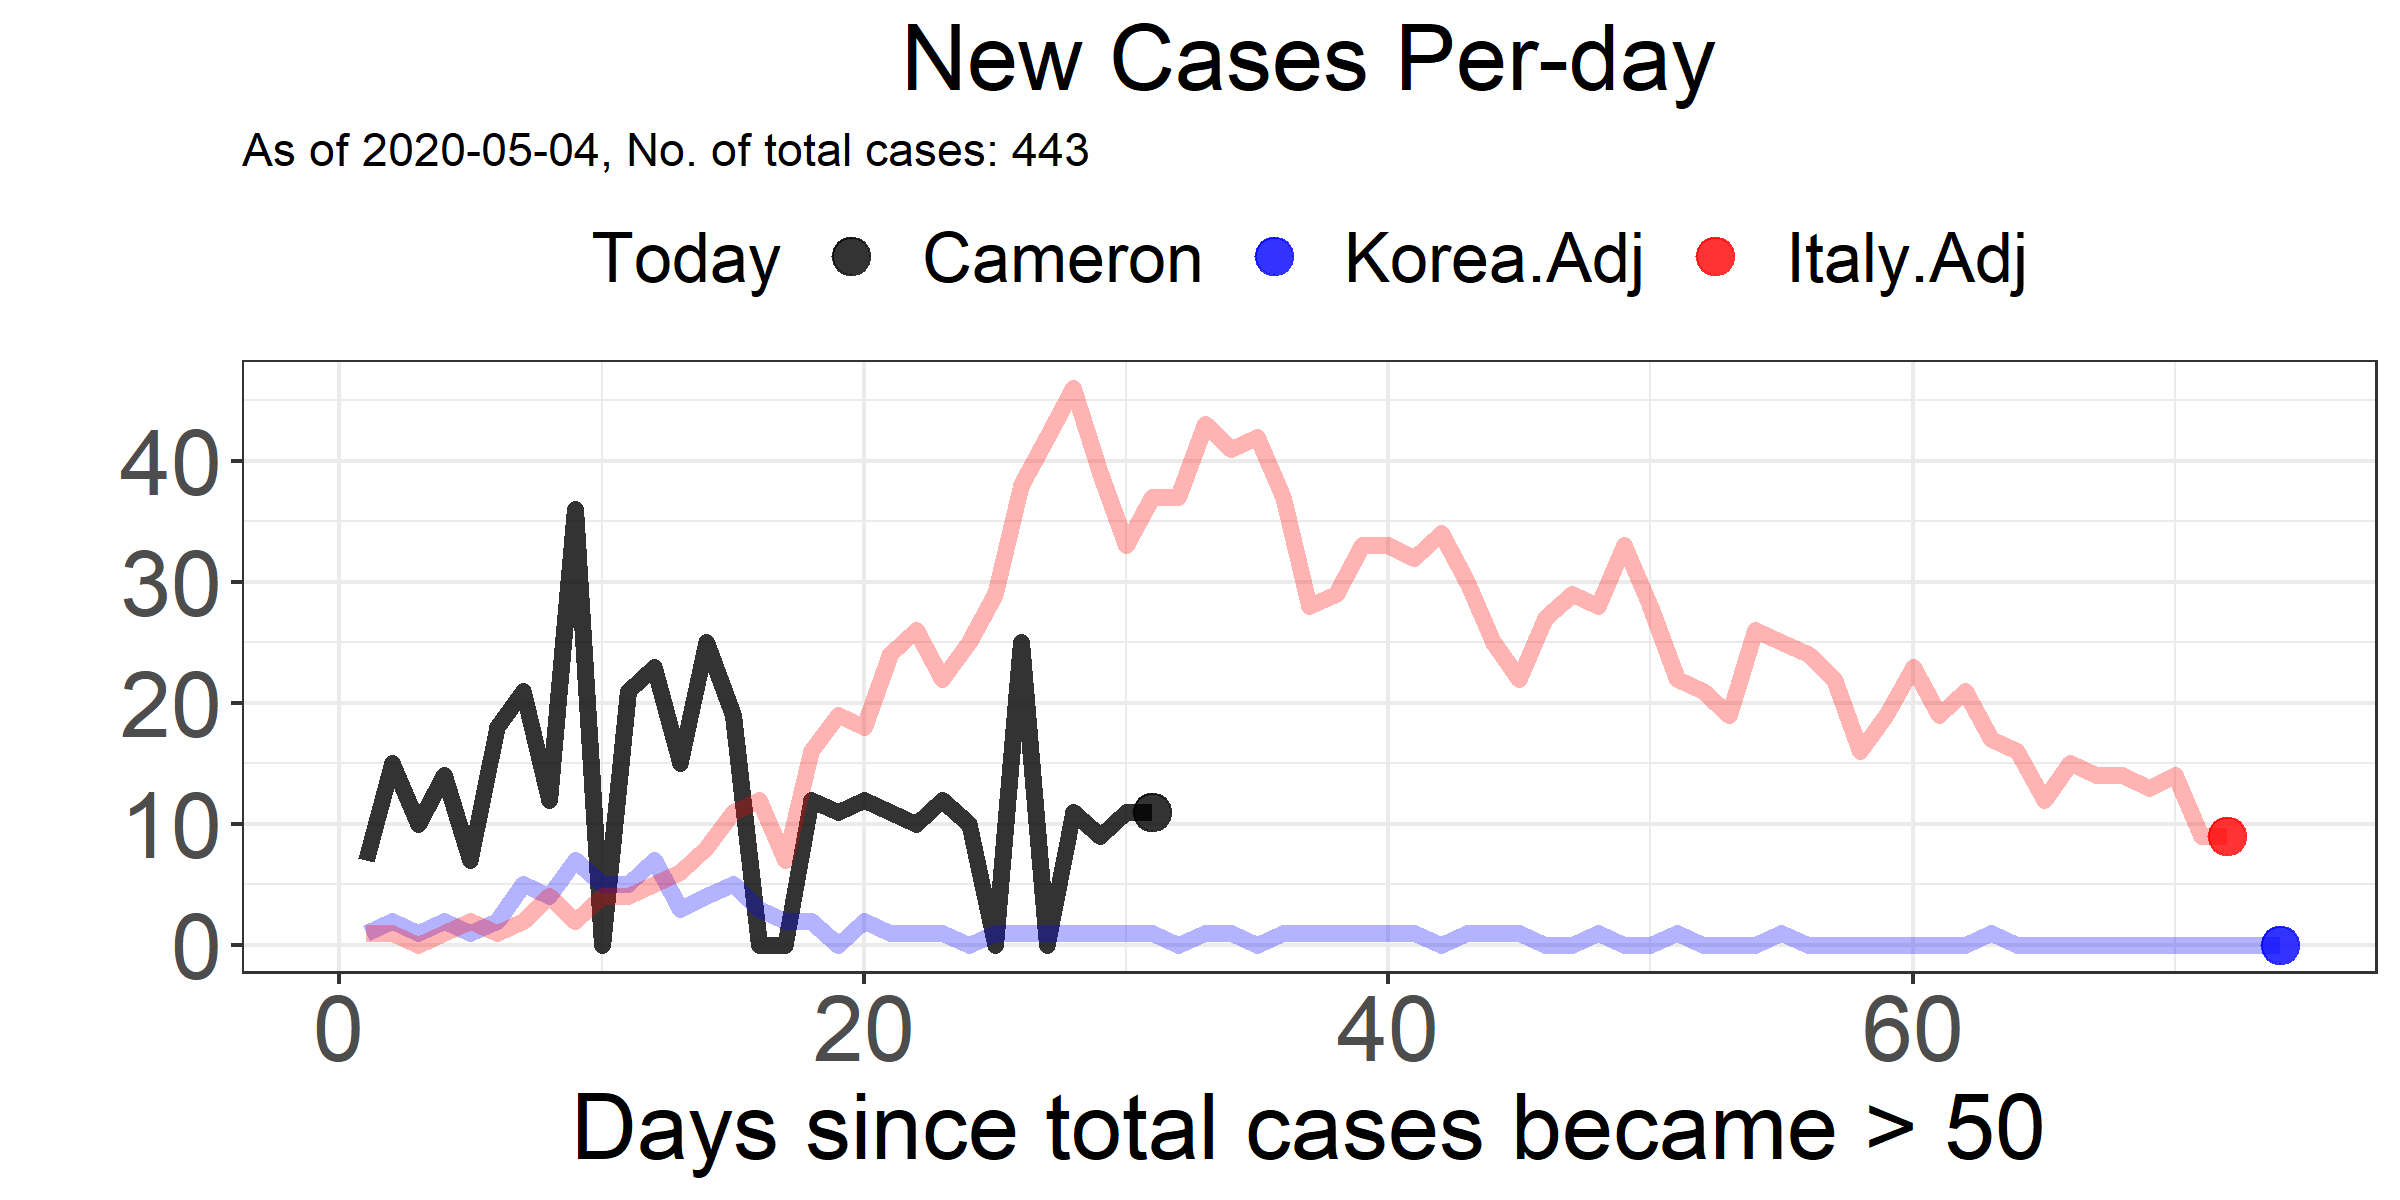 New Cases Per-day
As of 2020-05-04, No. of total cases: 443
Today Cameron Korea.Adj Italy.Adj
40
30
20
10
0
0 20 40 60
Days since total cases became > 50